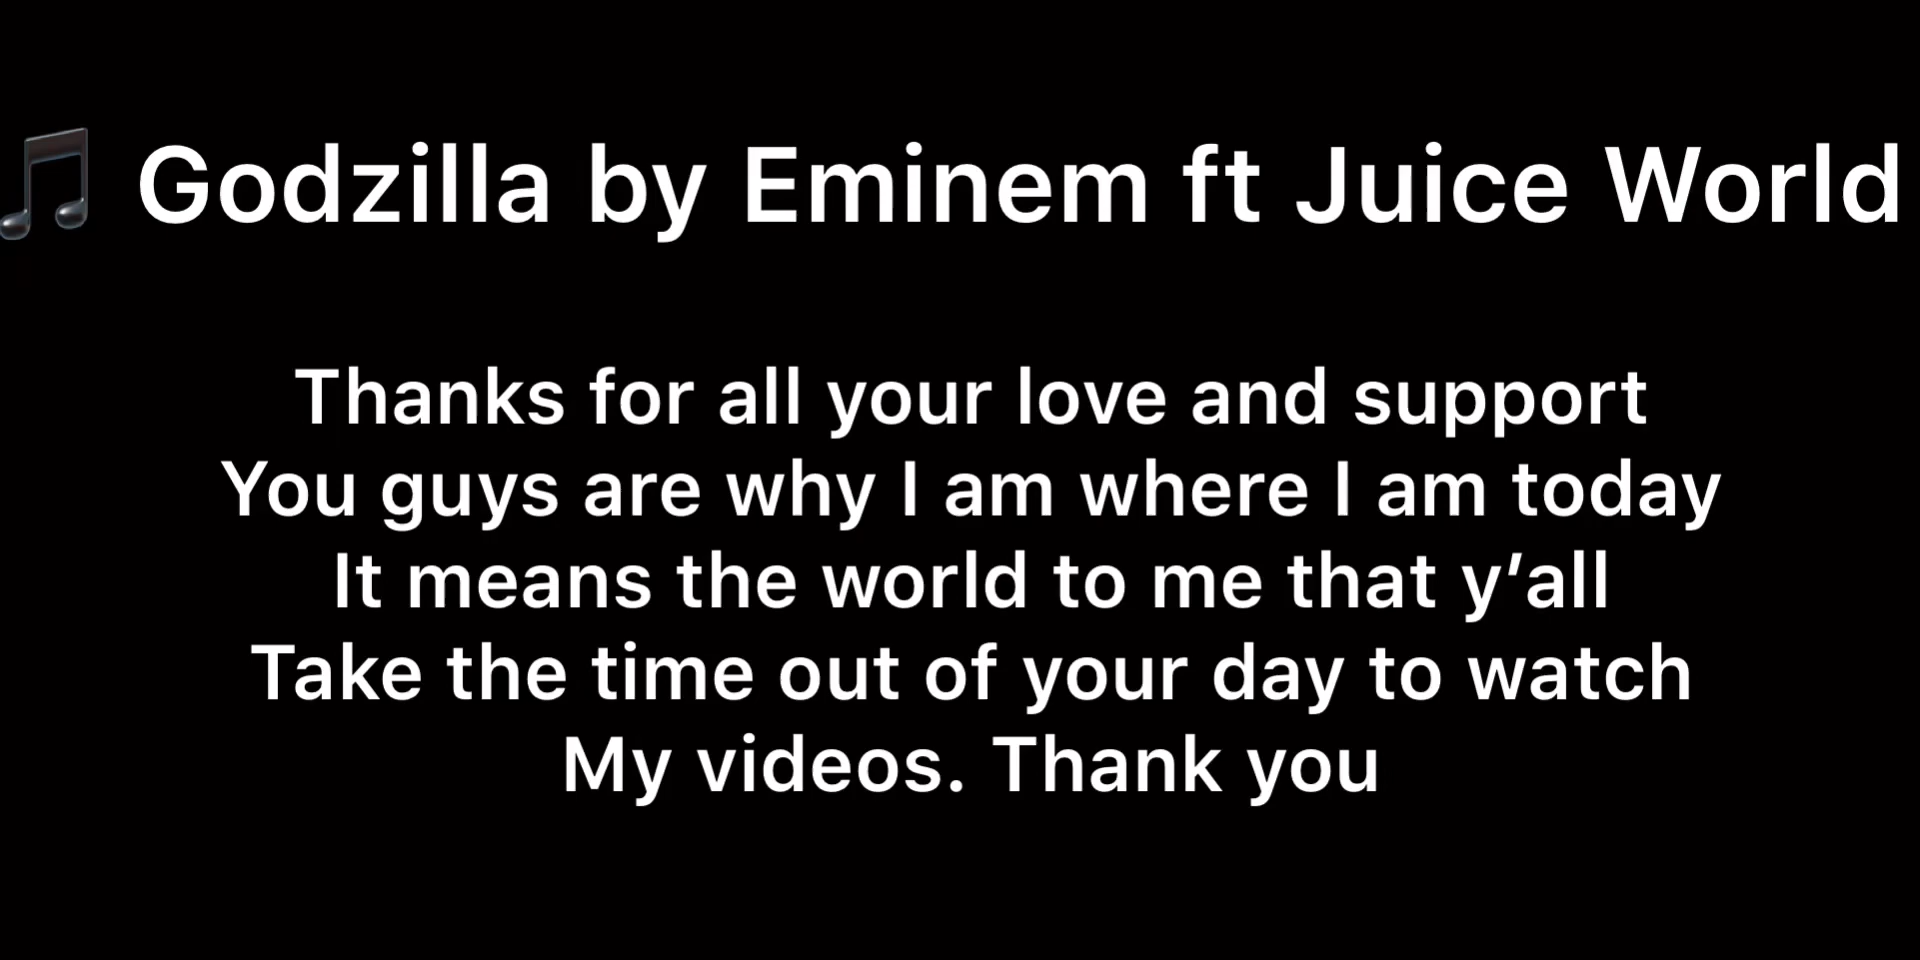 🎵 Godzilla by Eminem ft Juice World
Thanks for all your love and support
You guys are why I am where I am today
It means the world to me that y’all
Take the time out of your day to watch
My videos. Thank you